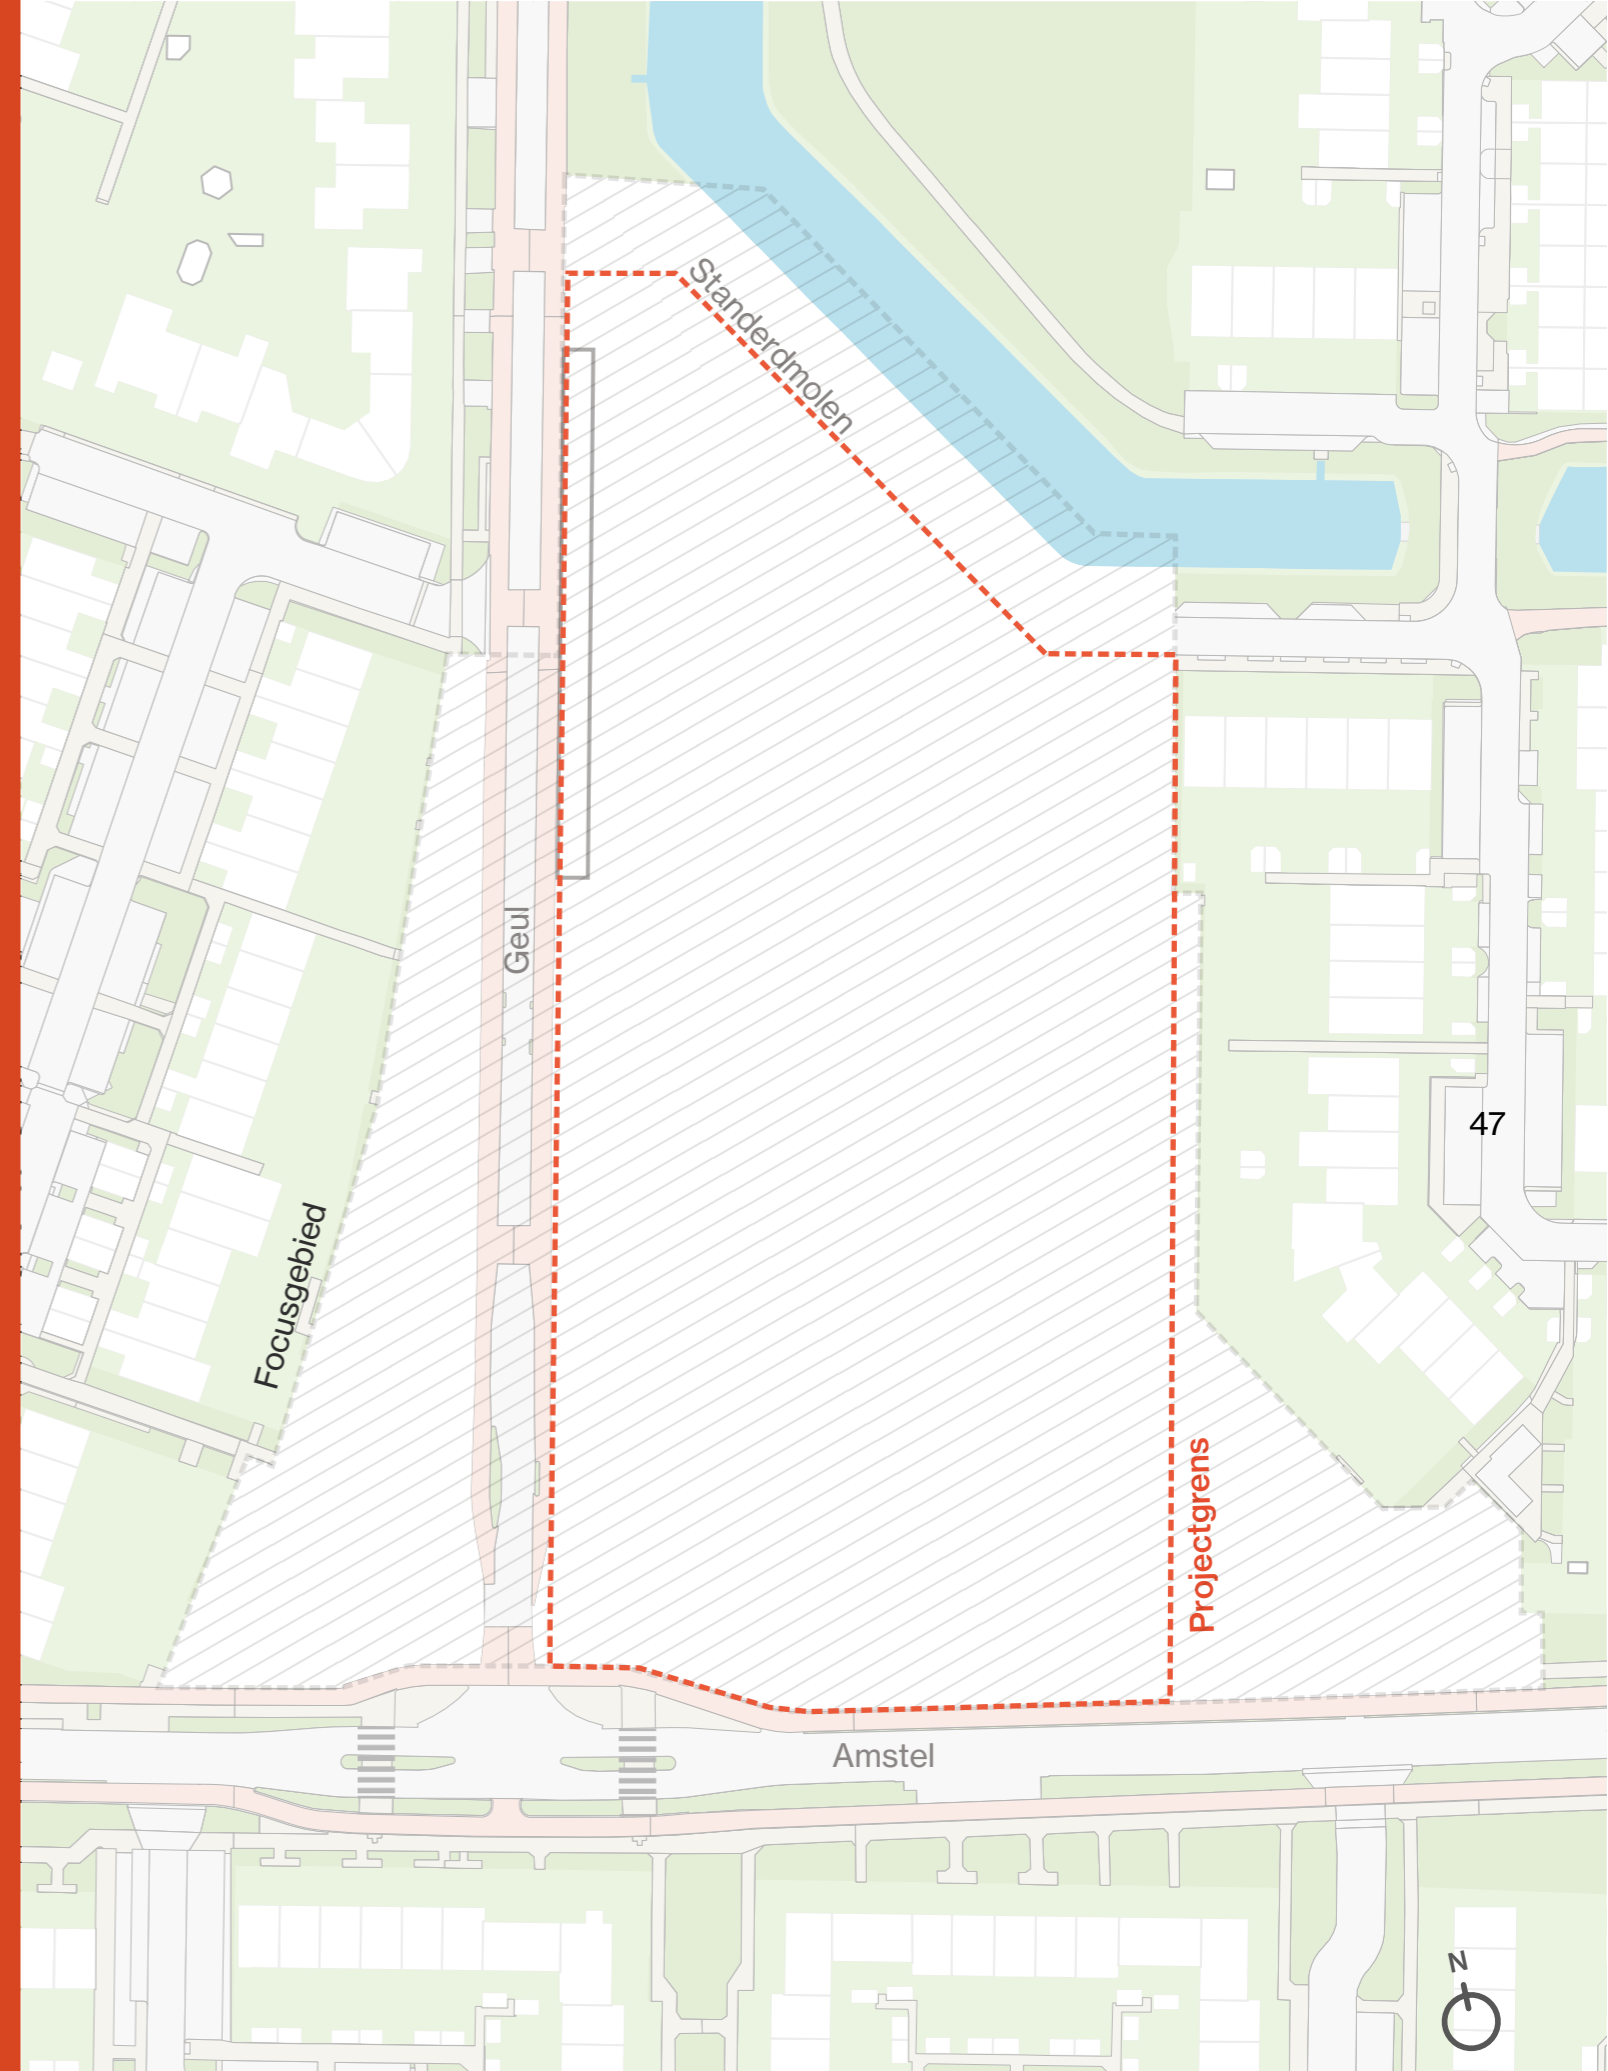 Standerdmolen
Geul
47
Focusgebied
Projectgrens
Amstel
N